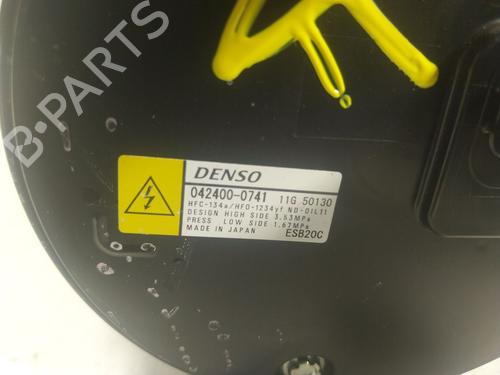 B-PARTS
DENSO
042400-0741 11G 50130
HFC-134a/HFO-1234yf ND-OIL11
DESIGN HIGH SIDE 3.53MPa
PRESS LOW SIDE 1.67MPa
MADE IN JAPAN ESB20C